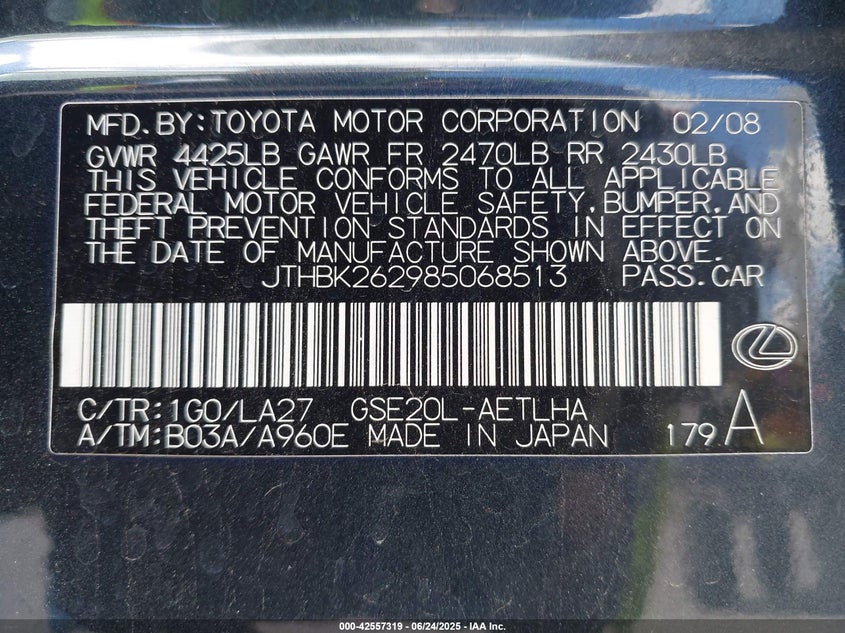 MFD.BY:TOYOTA MOTOR CORPORATION 02/08
GVWR 4425LB GAWR FR 2470LB RR 2430LB
THIS VEHICLE CONFORMS TO ALL APPLICABLE
FEDERAL MOTOR VEHICLE SAFETY,BUMPER,AND
THEFT PREVENTION STANDARDS IN EFFECT ON
THE DATE OF MANUFACTURE SHOWN ABOVE.
JTHBK262985068513 PASS.CAR
C/TR:1G0/LA27 GSE20L-AETLHA
A/TM:B03A/A960E MADE IN JAPAN 179 A
000-42557319 - 06/24/2025 - IAA Inc.